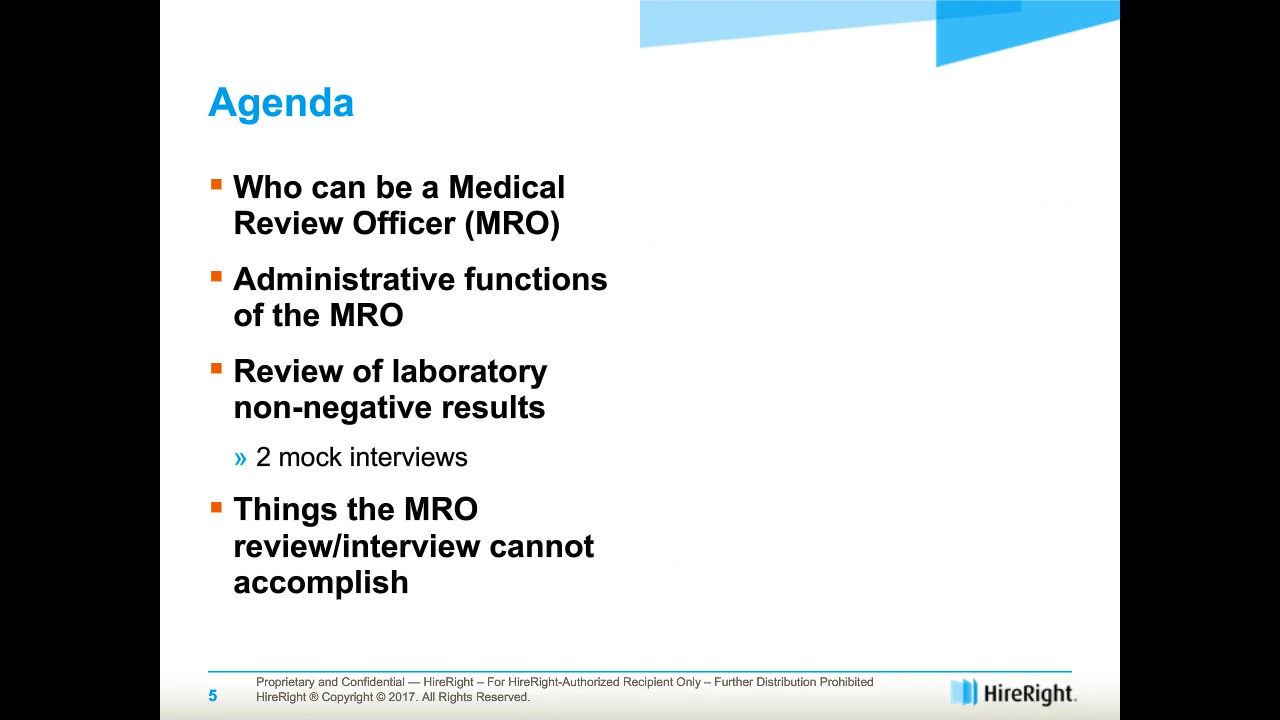 Agenda
▪ Who can be a Medical
Review Officer (MRO)
▪ Administrative functions
of the MRO
▪ Review of laboratory
non-negative results
» 2 mock interviews
▪ Things the MRO
review/interview cannot
accomplish
5
Proprietary and Confidential — HireRight – For HireRight-Authorized Recipient Only – Further Distribution Prohibited
HireRight ® Copyright © 2017. All Rights Reserved.
HireRight.